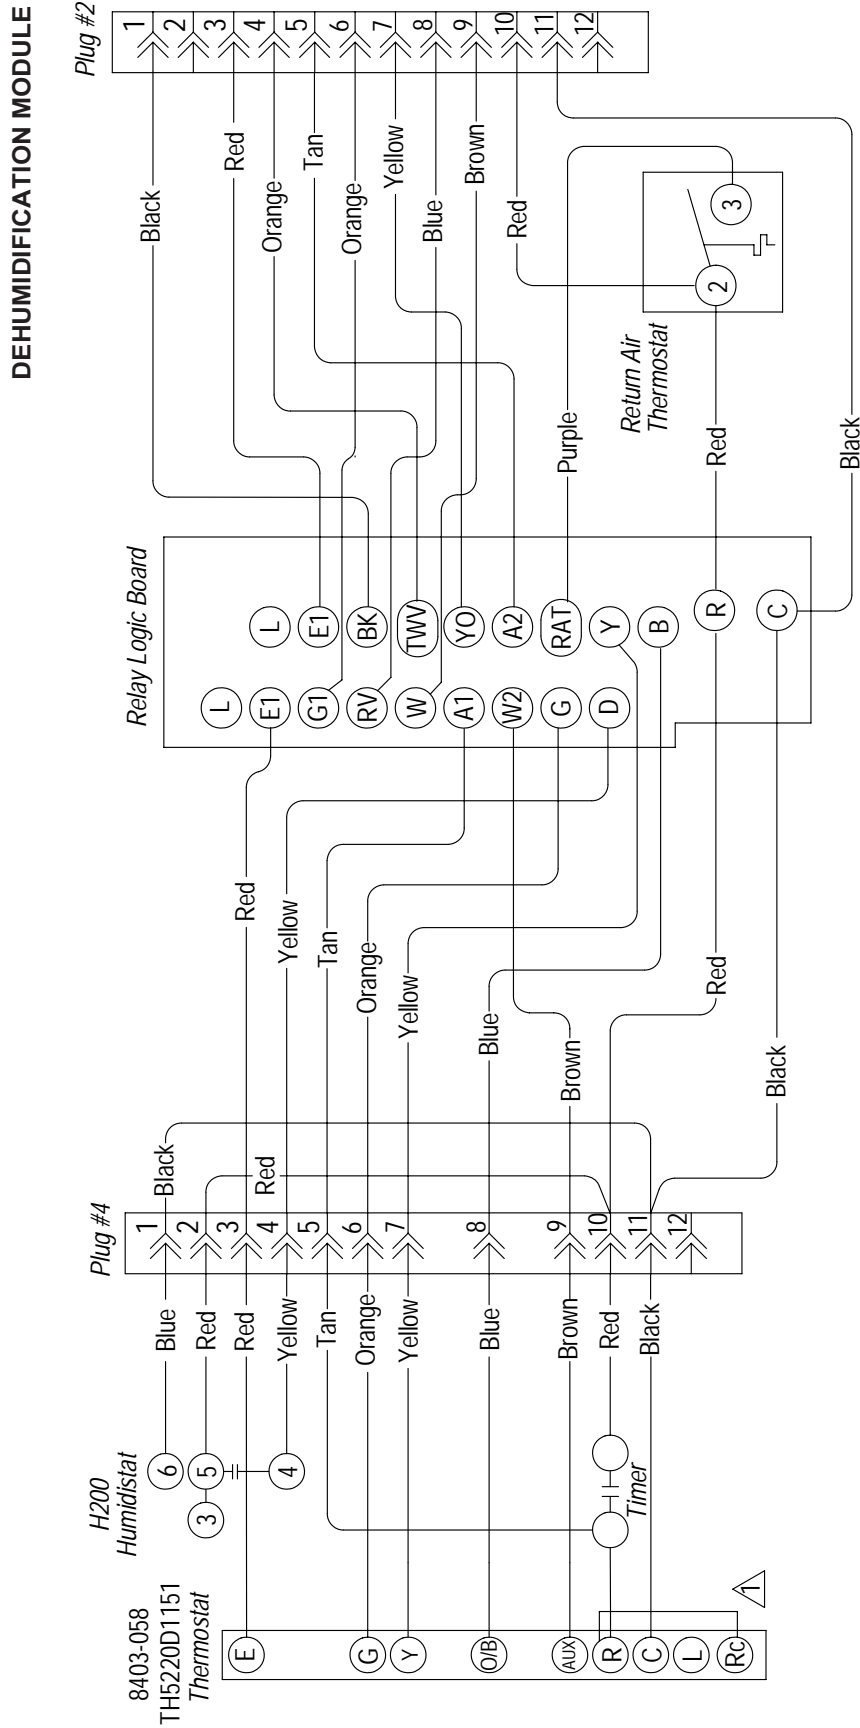 DEHUMIDIFICATION MODULE
Plug #2
1
2
3
4
5
6
7
8
9
10
11
12
Black
Red
Orange
Tan
Orange
Yellow
Blue
Brown
Red
Black
Return Air
Thermostat
2
3
Purple
Red
Relay Logic Board
L
E1
BK
TWV
YO
A2
RAT
Y
B
R
C
L
E1
G1
RV
W
A1
W2
G
D
Red
Yellow
Tan
Orange
Yellow
Blue
Brown
Red
Black
Black
Red
Plug #4
1
2
3
4
5
6
7
8
9
10
11
12
Blue
Red
Red
Yellow
Tan
Orange
Yellow
Blue
Brown
Red
Black
H200
Humidistat
6
5
3
4
Timer
8403-058
TH5220D1151
Thermostat
E
G
Y
O/B
AUX
R
C
L
Rc
1